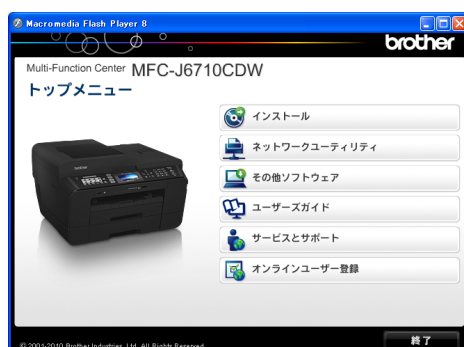 Macromedia Flash Player 8
brother
Multi-Function Center MFC-J6710CDW
トップメニュー
インストール
ネットワークユーティリティ
その他ソフトウェア
ユーザーズガイド
サービスとサポート
オンラインユーザー登録
© 2001-2010 Brother Industries, Ltd. All Rights Reserved.
終了